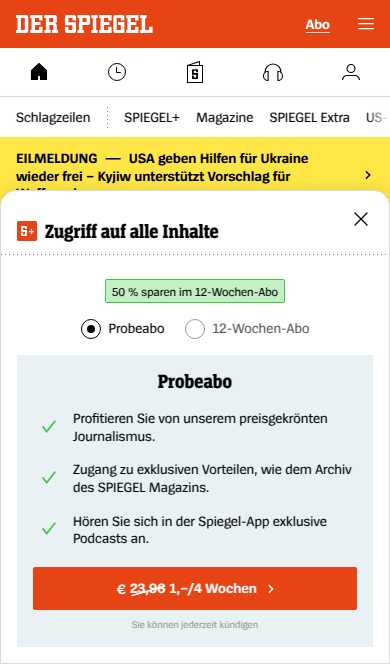 DER SPIEGEL
Abo
Schlagzeilen
SPIEGEL+
Magazine
SPIEGEL Extra
US-
EILMELDUNG — USA geben Hilfen für Ukraine
wieder frei – Kyjiw unterstützt Vorschlag für
S+ Zugriff auf alle Inhalte
50 % sparen im 12-Wochen-Abo
Probeabo
12-Wochen-Abo
Probeabo
Profitieren Sie von unserem preisgekrönten
Journalismus.
Zugang zu exklusiven Vorteilen, wie dem Archiv
des SPIEGEL Magazins.
Hören Sie sich in der Spiegel-App exklusive
Podcasts an.
€ 23,96 1,–/4 Wochen
Sie können jederzeit kündigen